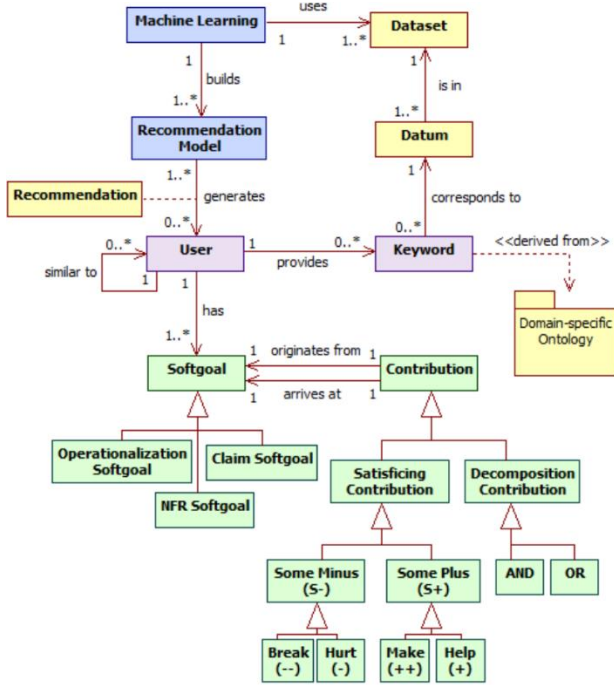 uses
Machine Learning
Dataset
1
1..*
1
builds
1
is in
1..*
1..*
Recommendation
Model
Datum
1..*
1
Recommendation
generates
corresponds to
0..*
0..*
<<derived from>>
0..*
User
1
0..*
Keyword
similar to
1
1
provides
has
Domain-specific
Ontology
1..*
1
originates from
1
Softgoal
Contribution
1
arrives at
1
Operationalization
Softgoal
Claim Softgoal
NFR Softgoal
Satisficing
Contribution
Decomposition
Contribution
Some Minus
(S-)
Some Plus
(S+)
AND
OR
Break
(--)
Hurt
(-)
Make
(++)
Help
(+)